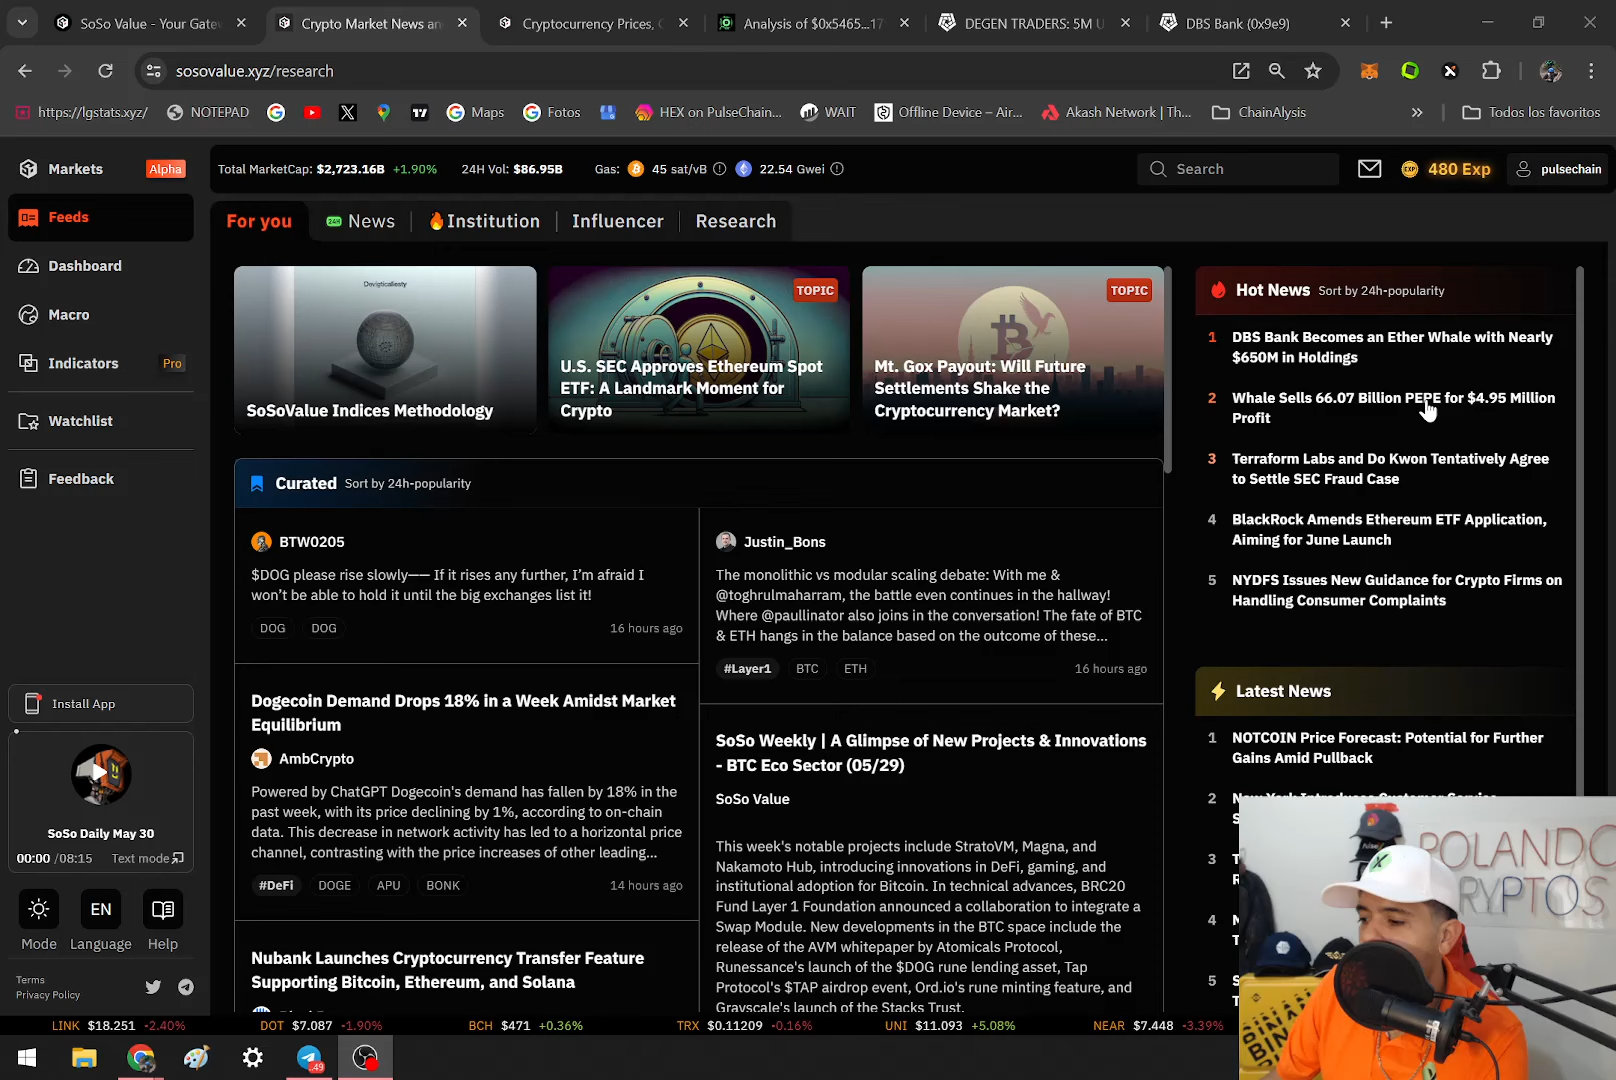 SoSo Value - Your Gate
Crypto Market News an
Cryptocurrency Prices, C
Analysis of $0x5465...17
DEGEN TRADERS: 5M U
DBS Bank (0x9e9)
sosovalue.xyz/research
https://lgstats.xyz/
NOTEPAD
Maps
Fotos
HEX on PulseChain...
WAIT
Offline Device – Air...
Akash Network | Th...
ChainAlysis
Todos los favoritos
Markets
Alpha
Total MarketCap: $2,723.16B +1.90% 24H Vol: $86.95B Gas: 45 sat/vB 22.54 Gwei
Search
EXP
480 Exp
pulsechain
Feeds
Dashboard
Macro
Indicators
Pro
Watchlist
Feedback
For you
24H
News
Institution
Influencer
Research
SoSoValue Indices Methodology
TOPIC
U.S. SEC Approves Ethereum Spot
ETF: A Landmark Moment for
Crypto
TOPIC
Mt. Gox Payout: Will Future
Settlements Shake the
Cryptocurrency Market?
Curated Sort by 24h-popularity
BTW0205
$DOG please rise slowly—— If it rises any further, I’m afraid I
won’t be able to hold it until the big exchanges list it!
DOG DOG 16 hours ago
Dogecoin Demand Drops 18% in a Week Amidst Market
Equilibrium
AmbCrypto
Powered by ChatGPT Dogecoin's demand has fallen by 18% in the
past week, with its price declining by 1%, according to on-chain
data. This decrease in network activity has led to a horizontal price
channel, contrasting with the price increases of other leading...
#DeFi DOGE APU BONK 14 hours ago
Nubank Launches Cryptocurrency Transfer Feature
Supporting Bitcoin, Ethereum, and Solana
Justin_Bons
The monolithic vs modular scaling debate: With me &
@toghrulmaharram, the battle even continues in the hallway!
Where @paullinator also joins in the conversation! The fate of BTC
& ETH hangs in the balance based on the outcome of these...
#Layer1 BTC ETH 16 hours ago
SoSo Weekly | A Glimpse of New Projects & Innovations
- BTC Eco Sector (05/29)
SoSo Value
This week's notable projects include StratoVM, Magna, and
Nakamoto Hub, introducing innovations in DeFi, gaming, and
institutional adoption for Bitcoin. In technical advances, BRC20
Fund Layer 1 Foundation announced a collaboration to integrate a
Swap Module. New developments in the BTC space include the
release of the AVM whitepaper by Atomicals Protocol,
Runessance's launch of the $DOG rune lending asset, Tap
Protocol's $TAP airdrop event, Ord.io's rune minting feature, and
Grayscale's launch of the Stacks Trust.
Hot News Sort by 24h-popularity
1 DBS Bank Becomes an Ether Whale with Nearly
$650M in Holdings
2 Whale Sells 66.07 Billion PEPE for $4.95 Million
Profit
3 Terraform Labs and Do Kwon Tentatively Agree
to Settle SEC Fraud Case
4 BlackRock Amends Ethereum ETF Application,
Aiming for June Launch
5 NYDFS Issues New Guidance for Crypto Firms on
Handling Consumer Complaints
Latest News
1 NOTCOIN Price Forecast: Potential for Further
Gains Amid Pullback
2
3
4
5
Install App
SoSo Daily May 30
00:00 /08:15 Text mode
EN
Mode Language Help
Terms
Privacy Policy
LINK $18.251 -2.40% DOT $7.087 -1.90% BCH $471 +0.36% TRX $0.11209 -0.16% UNI $11.093 +5.08% NEAR $7.448 -3.39%
49